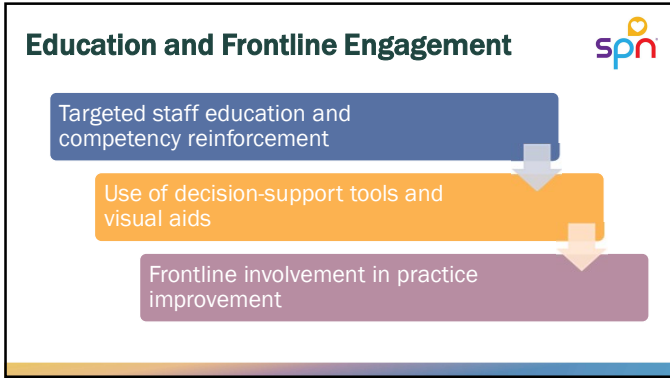 Education and Frontline Engagement
spn
Targeted staff education and
competency reinforcement
Use of decision-support tools and
visual aids
Frontline involvement in practice
improvement